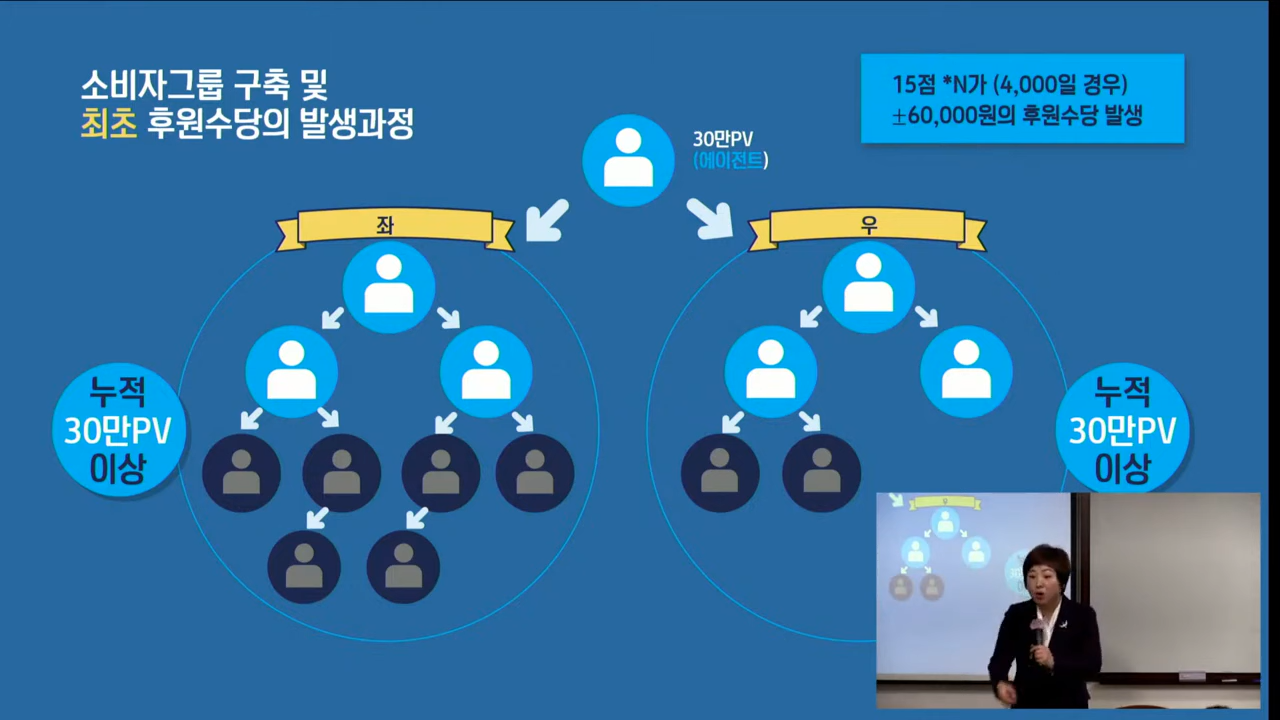 소비자그룹 구축 및
최초 후원수당의 발생과정
15점 *N가 (4,000일 경우)
±60,000원의 후원수당 발생
30만PV
(에이전트)
좌
우
누적
30만PV
이상
누적
30만PV
이상